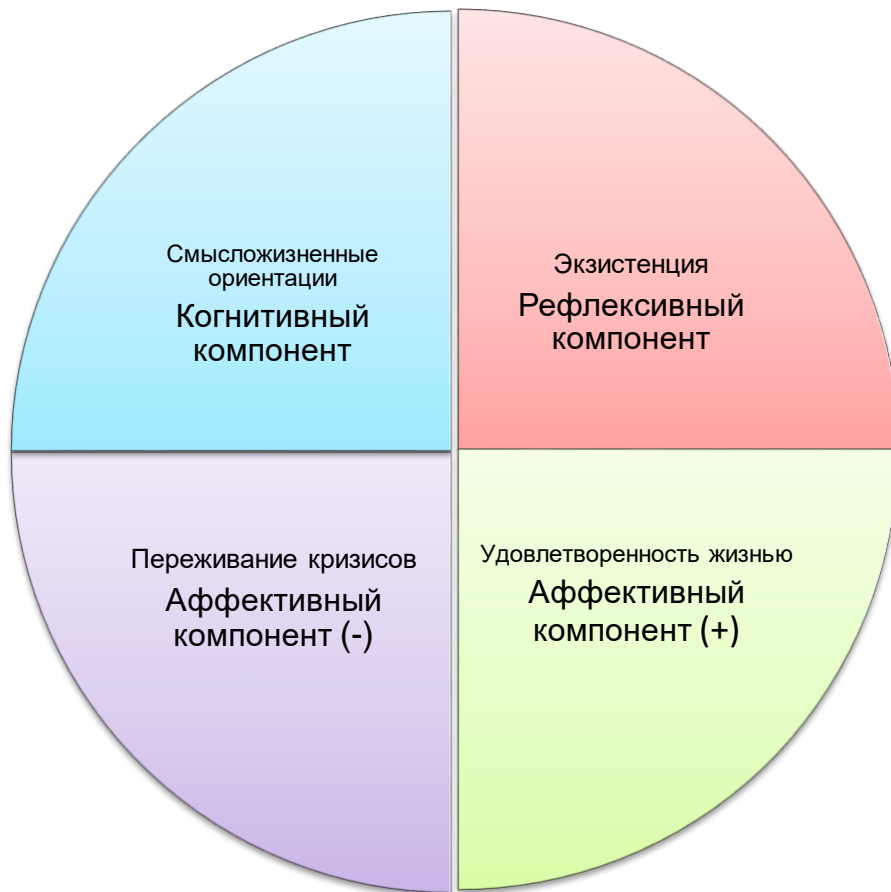 Смысложизненные
ориентации
Когнитивный
компонент
Экзистенция
Рефлексивный
компонент
Переживание кризисов
Аффективный
компонент (-)
Удовлетворенность жизнью
Аффективный
компонент (+)